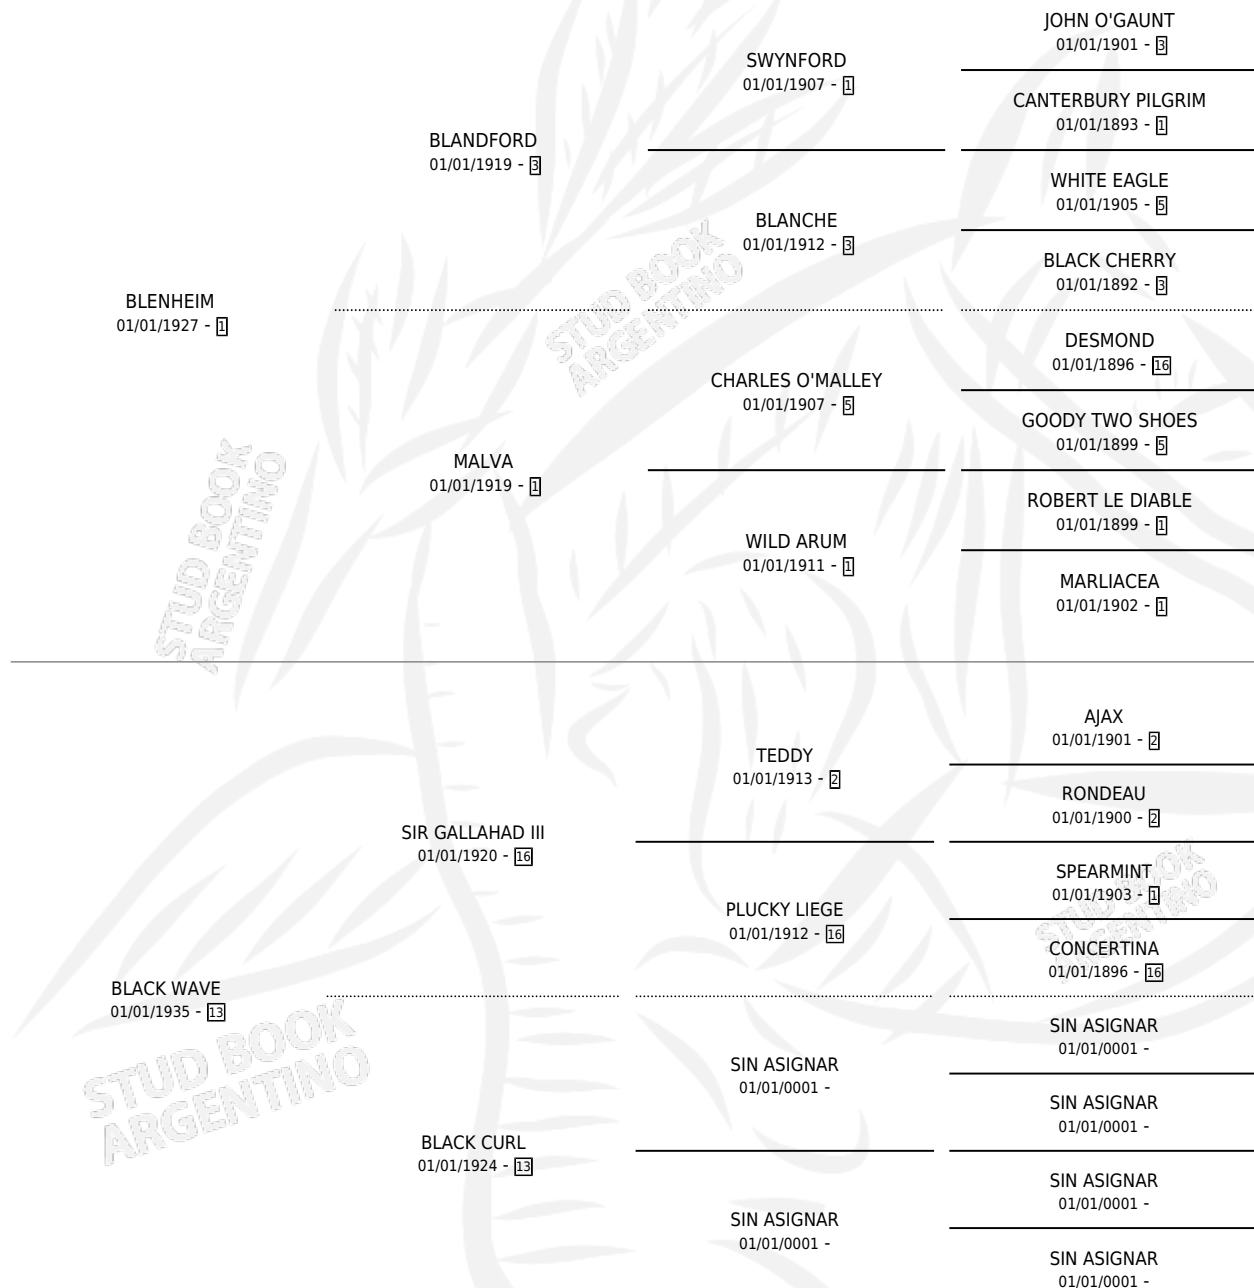 JOHN O'GAUNT
01/01/1901 - 3
SWYNFORD
01/01/1907 - 1
CANTERBURY PILGRIM
01/01/1893 - 1
BLANDFORD
01/01/1919 - 3
WHITE EAGLE
01/01/1905 - 5
BLANCHE
01/01/1912 - 3
BLACK CHERRY
01/01/1892 - 3
STUD BOOK
ARGENTINO
BLENHEIM
01/01/1927 - 1
DESMOND
01/01/1896 - 16
CHARLES O'MALLEY
01/01/1907 - 5
GOODY TWO SHOES
01/01/1899 - 5
MALVA
01/01/1919 - 1
ROBERT LE DIABLE
01/01/1899 - 1
WILD ARUM
01/01/1911 - 1
MARLIACEA
01/01/1902 - 1
STUD BOOK
ARGENTINO
AJAX
01/01/1901 - 2
TEDDY
01/01/1913 - 2
RONDEAU
01/01/1900 - 2
SIR GALLAHAD III
01/01/1920 - 16
SPEARMINT
01/01/1903 - 1
PLUCKY LIEGE
01/01/1912 - 16
CONCERTINA
01/01/1896 - 16
STUD BOOK
ARGENTINO
BLACK WAVE
01/01/1935 - 13
SIN ASIGNAR
01/01/0001 -
SIN ASIGNAR
01/01/0001 -
SIN ASIGNAR
01/01/0001 -
STUD BOOK
ARGENTINO
BLACK CURL
01/01/1924 - 13
SIN ASIGNAR
01/01/0001 -
SIN ASIGNAR
01/01/0001 -
SIN ASIGNAR
01/01/0001 -